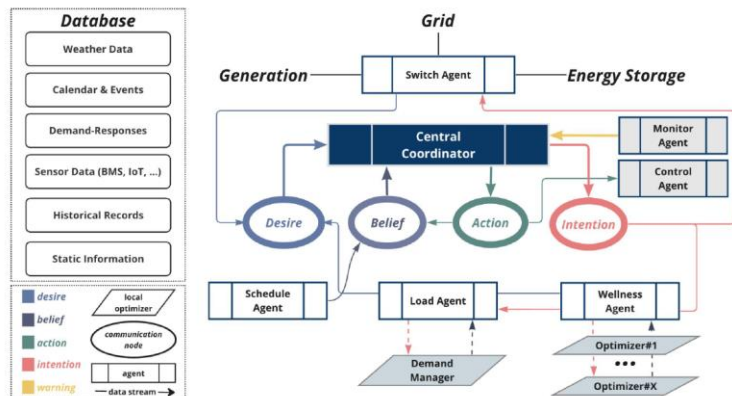 Database
Weather Data
Calendar & Events
Demand-Responses
Sensor Data (BMS, IoT, ...)
Historical Records
Static Information
desire
belief
action
intention
warning
local
optimizer
communication
node
agent
data stream
Grid
Generation
Switch Agent
Energy Storage
Central
Coordinator
Monitor
Agent
Control
Agent
Desire
Belief
Action
Intention
Schedule
Agent
Load Agent
Wellness
Agent
Demand
Manager
Optimizer#1
...
Optimizer#X